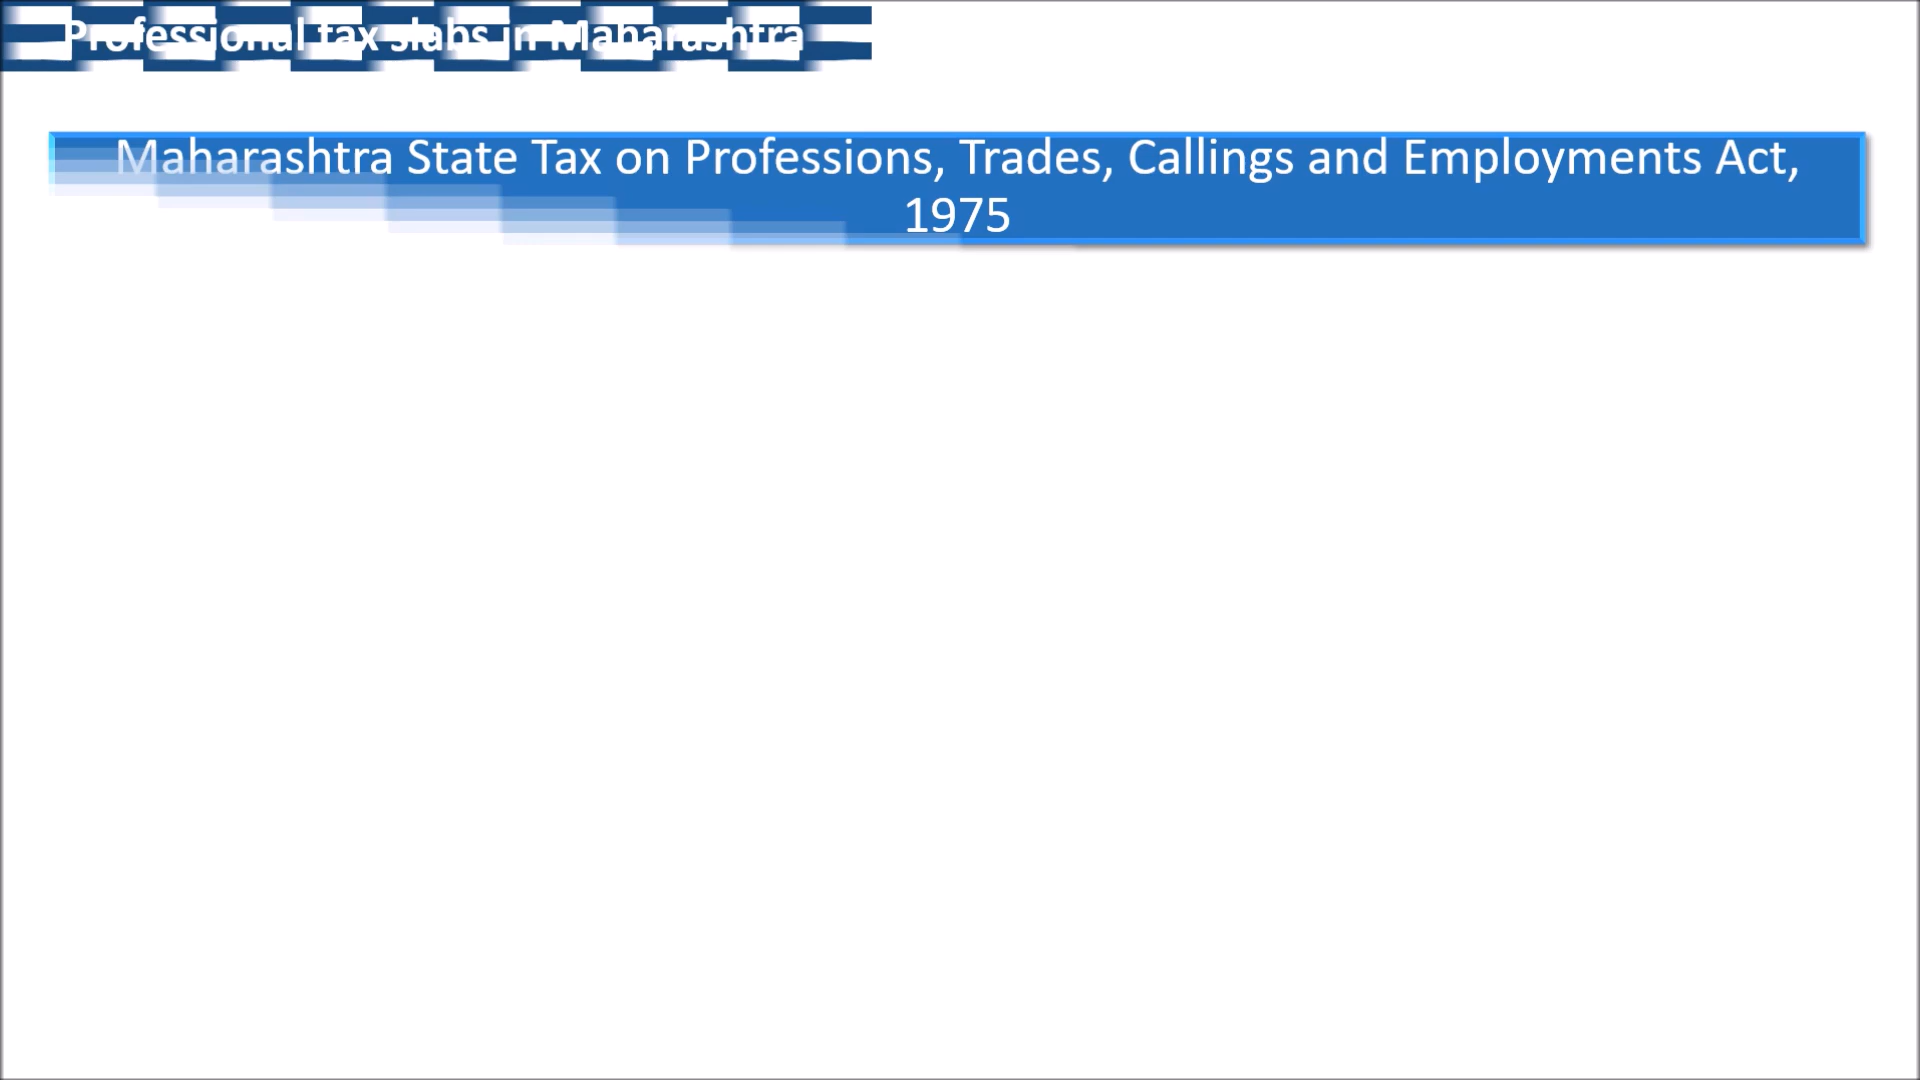 Professional tax slabs in Maharashtra
Maharashtra State Tax on Professions, Trades, Callings and Employments Act,
1975